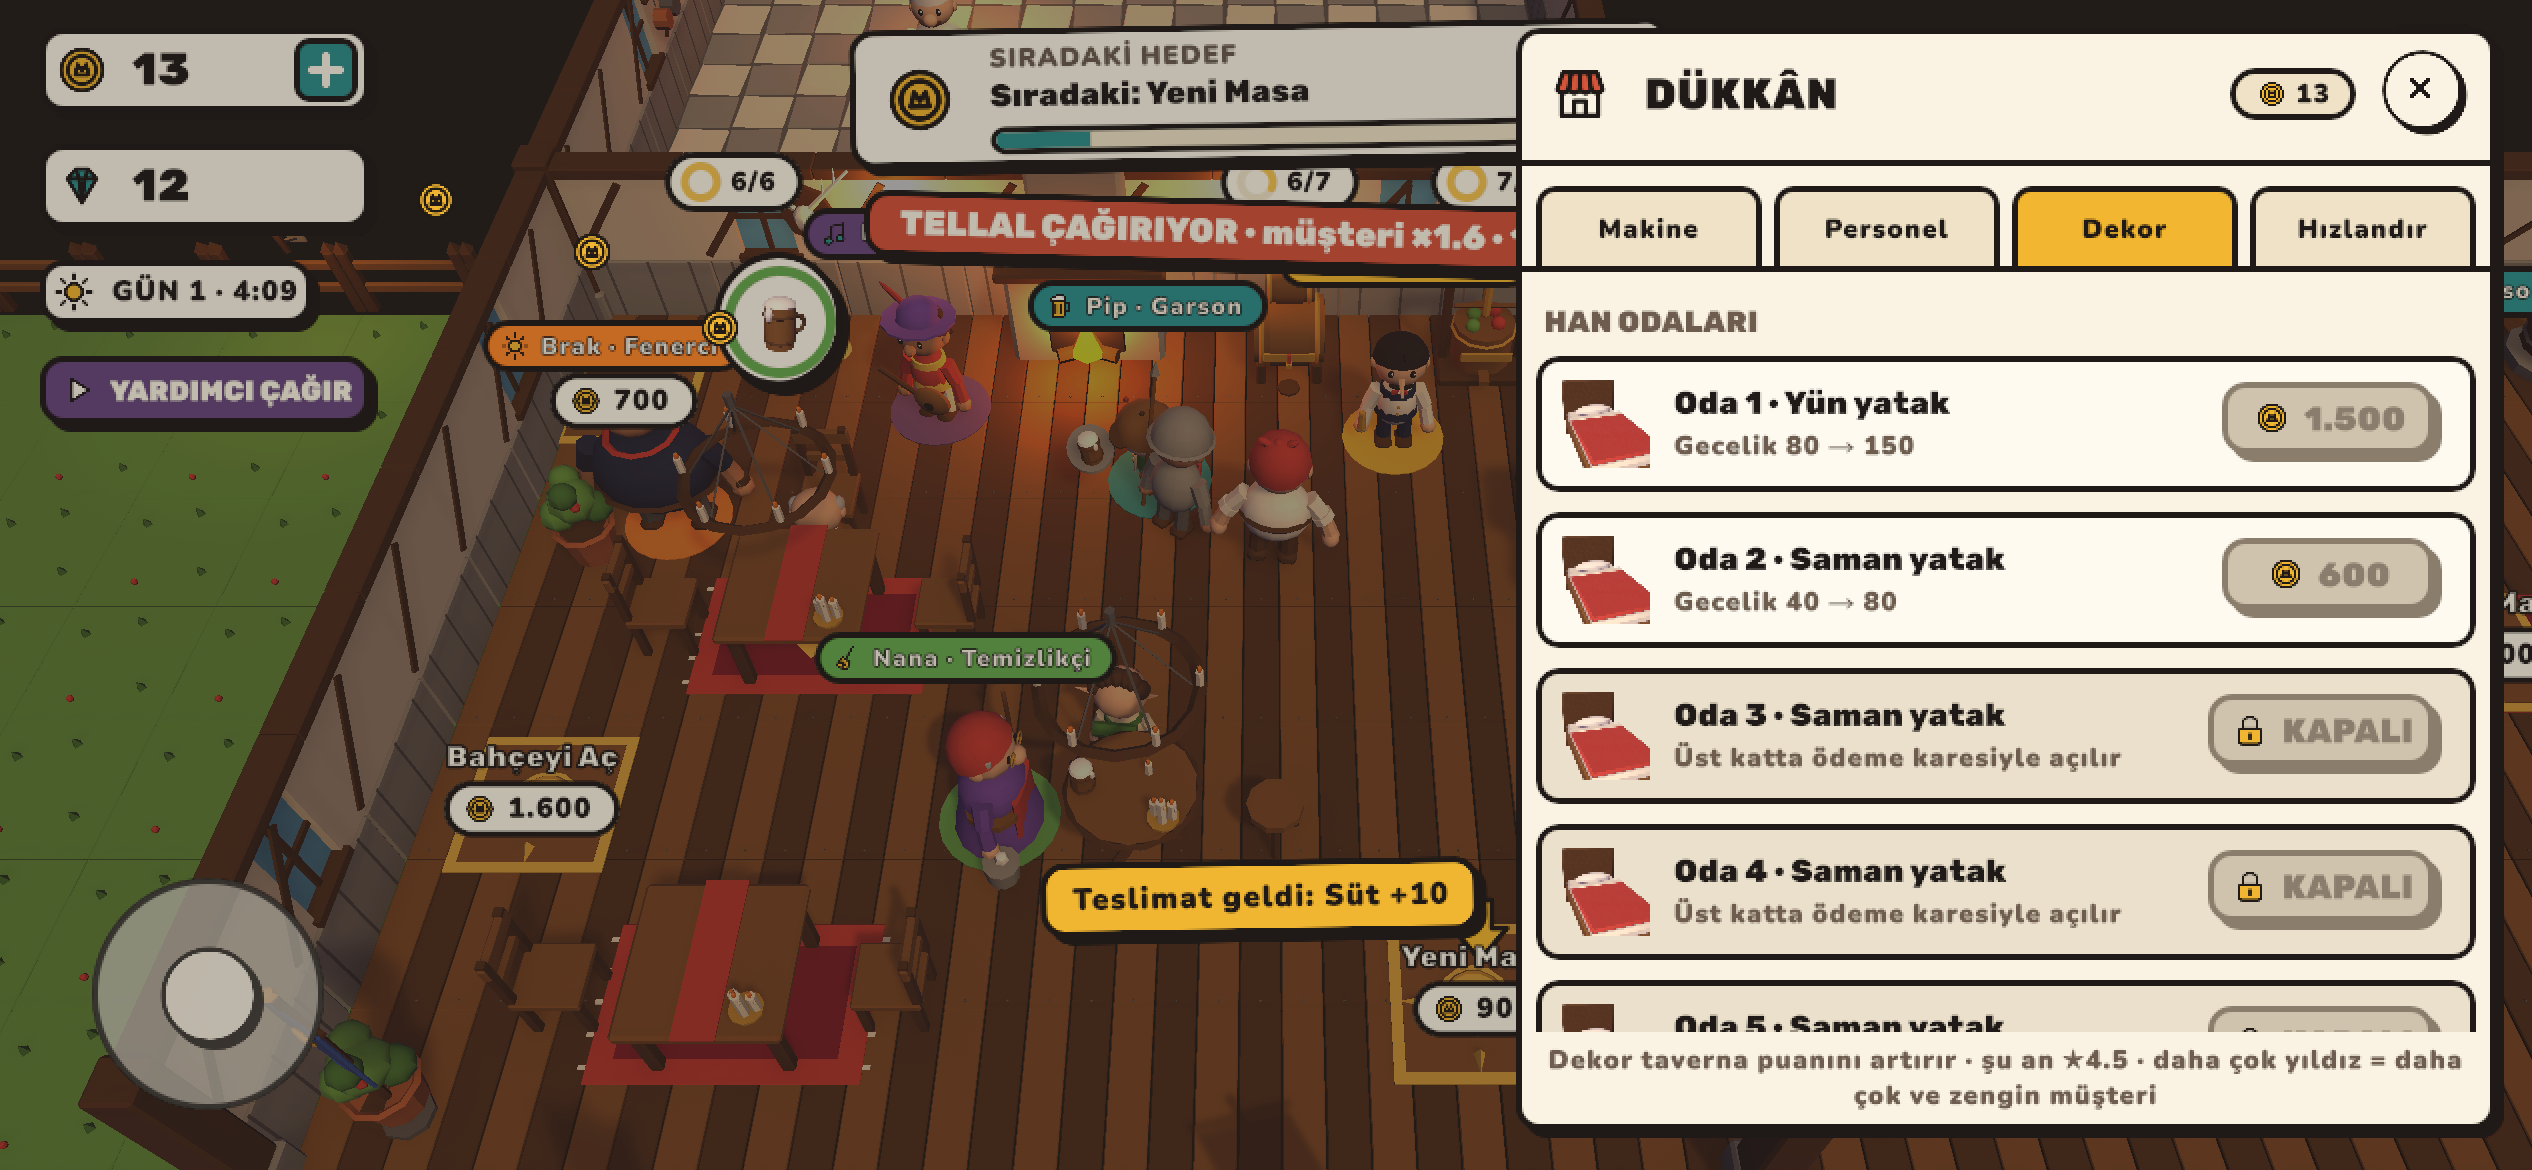 13
12
GÜN 1 · 4:09
YARDIMCI ÇAĞIR
SIRADAKİ HEDEF
Sıradaki: Yeni Masa
6/6
6/7
TELLAL ÇAĞIRIYOR · müşteri ×1.6 ·
Pip · Garson
Brak · Fenerci
700
Nana · Temizlikçi
Bahçeyi Aç
1.600
Teslimat geldi: Süt +10
Yeni Ma
90
DÜKKÂN
13
Makine
Personel
Dekor
Hızlandır
HAN ODALARI
Oda 1 · Yün yatak
Gecelik 80 → 150
1.500
Oda 2 · Saman yatak
Gecelik 40 → 80
600
Oda 3 · Saman yatak
Üst katta ödeme karesiyle açılır
KAPALI
Oda 4 · Saman yatak
Üst katta ödeme karesiyle açılır
KAPALI
Oda 5 · Saman yatak
Dekor taverna puanını artırır · şu an ★4.5 · daha çok yıldız = daha
çok ve zengin müşteri